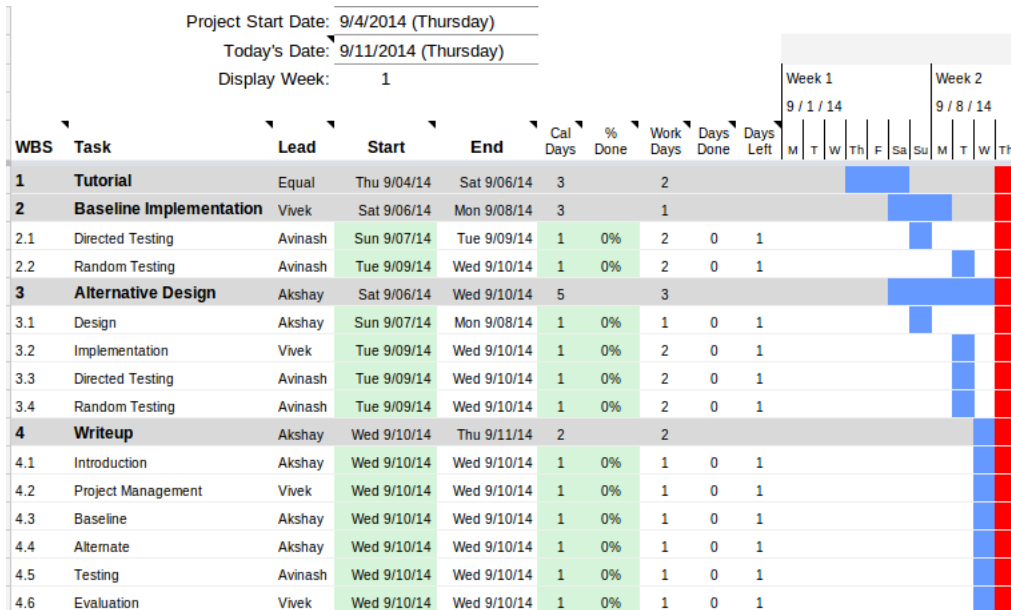 Project Start Date: 9/4/2014 (Thursday)
Today's Date: 9/11/2014 (Thursday)
Display Week: 1
Week 1 Week 2
9 / 1 / 14 9 / 8 / 14
WBS Task Lead Start End Cal Days % Done Work Days Days Done Days Left M T W Th F Sa Su M T W Th
1 Tutorial Equal Thu 9/04/14 Sat 9/06/14 3 2
2 Baseline Implementation Vivek Sat 9/06/14 Mon 9/08/14 3 1
2.1 Directed Testing Avinash Sun 9/07/14 Tue 9/09/14 1 0% 2 0 1
2.2 Random Testing Avinash Tue 9/09/14 Wed 9/10/14 1 0% 2 0 1
3 Alternative Design Akshay Sat 9/06/14 Wed 9/10/14 5 3
3.1 Design Akshay Sun 9/07/14 Mon 9/08/14 1 0% 1 0 1
3.2 Implementation Vivek Tue 9/09/14 Wed 9/10/14 1 0% 2 0 1
3.3 Directed Testing Avinash Tue 9/09/14 Wed 9/10/14 1 0% 2 0 1
3.4 Random Testing Avinash Tue 9/09/14 Wed 9/10/14 1 0% 2 0 1
4 Writeup Akshay Wed 9/10/14 Thu 9/11/14 2 2
4.1 Introduction Akshay Wed 9/10/14 Wed 9/10/14 1 0% 1 0 1
4.2 Project Management Vivek Wed 9/10/14 Wed 9/10/14 1 0% 1 0 1
4.3 Baseline Akshay Wed 9/10/14 Wed 9/10/14 1 0% 1 0 1
4.4 Alternate Akshay Wed 9/10/14 Wed 9/10/14 1 0% 1 0 1
4.5 Testing Avinash Wed 9/10/14 Wed 9/10/14 1 0% 1 0 1
4.6 Evaluation Vivek Wed 9/10/14 Wed 9/10/14 1 0% 1 0 1